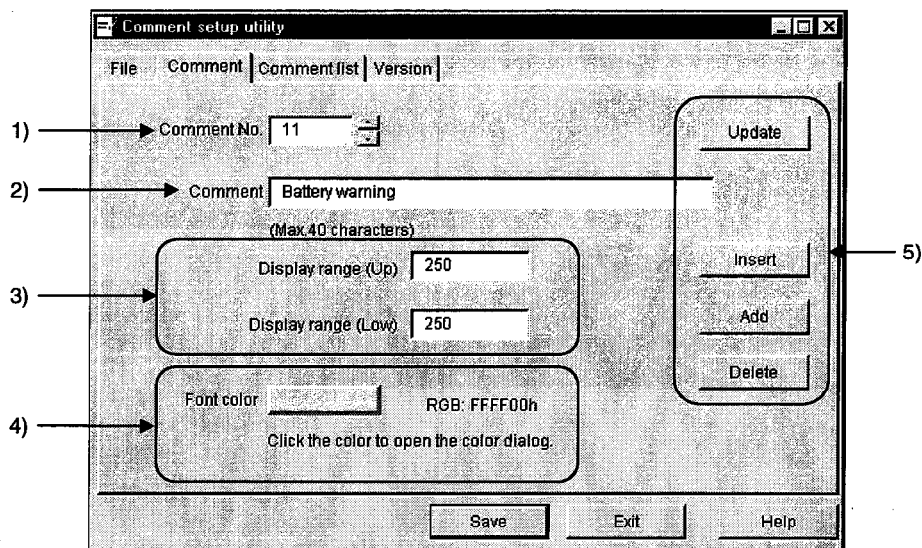 Comment setup utility
File Comment Comment list Version
1) Comment No. 11 Update
2) Comment Battery warning
(Max.40 characters)
5)
Display range (Up) 250 Insert
3)
Display range (Low) 250 Add
Delete
Font color RGB: FFFF00h
4)
Click the color to open the color dialog.
Save Exit Help